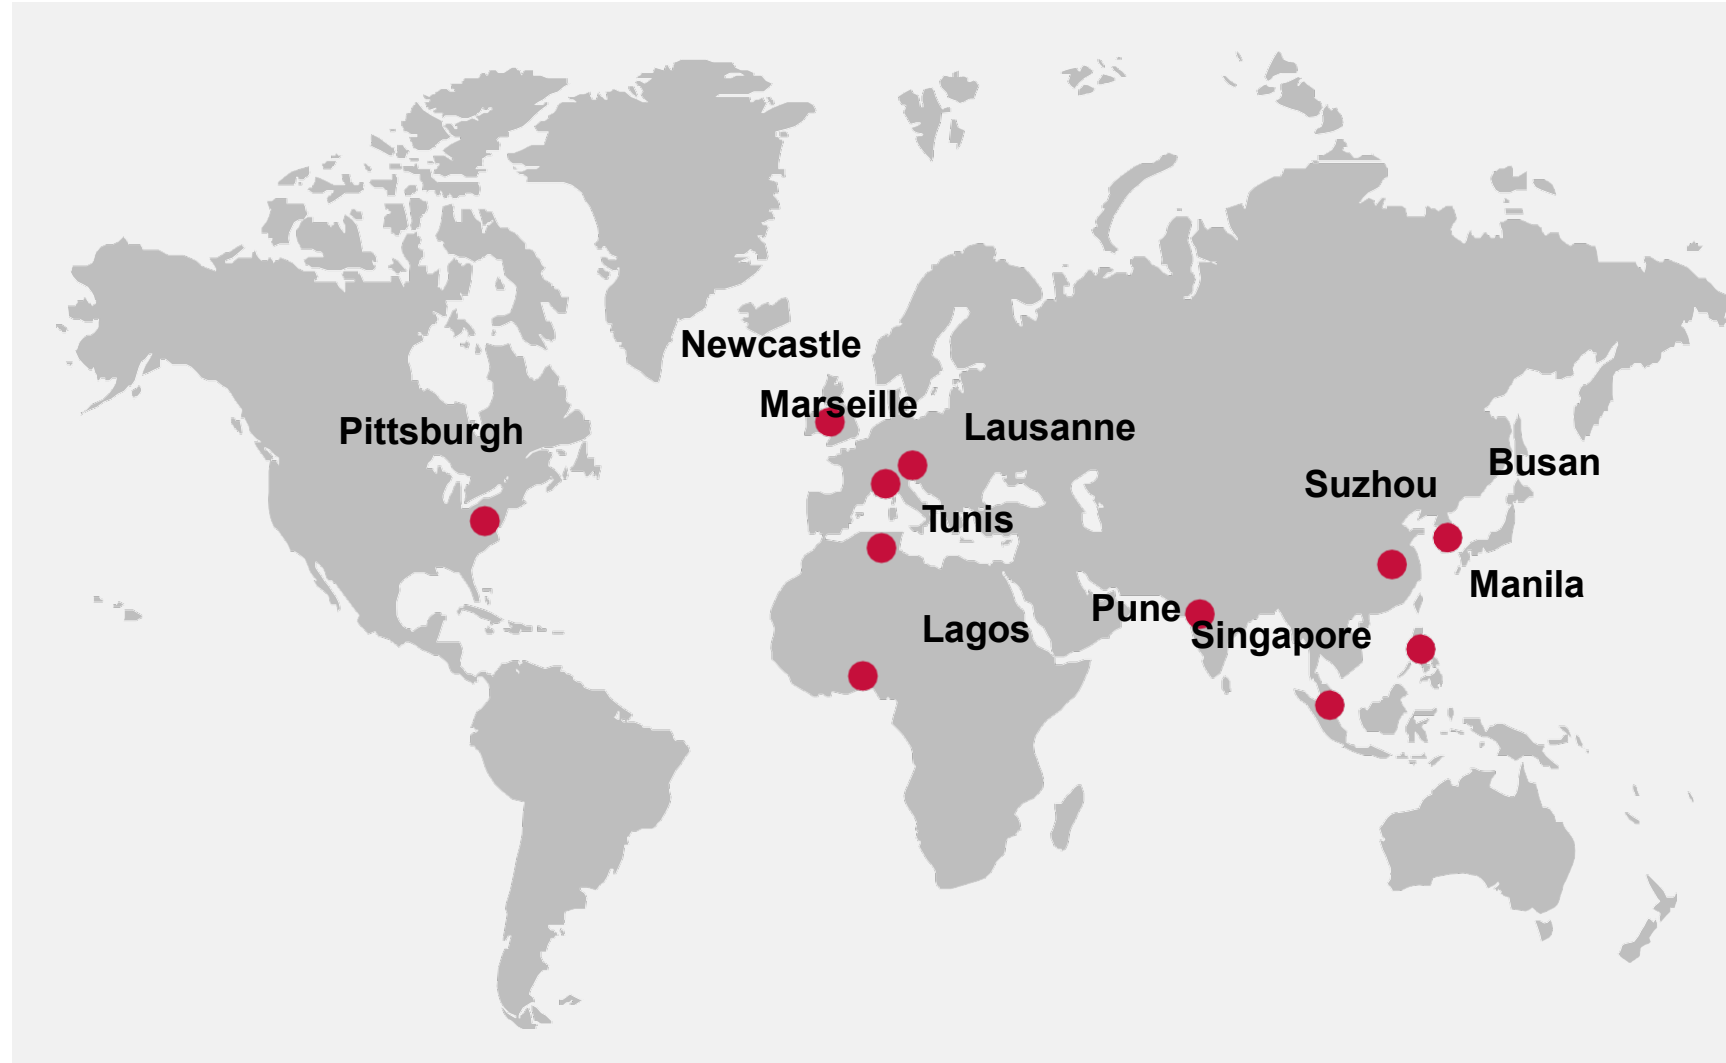 Newcastle
Marseille
Lausanne
Pittsburgh
Busan
Suzhou
Tunis
Manila
Pune
Lagos
Singapore